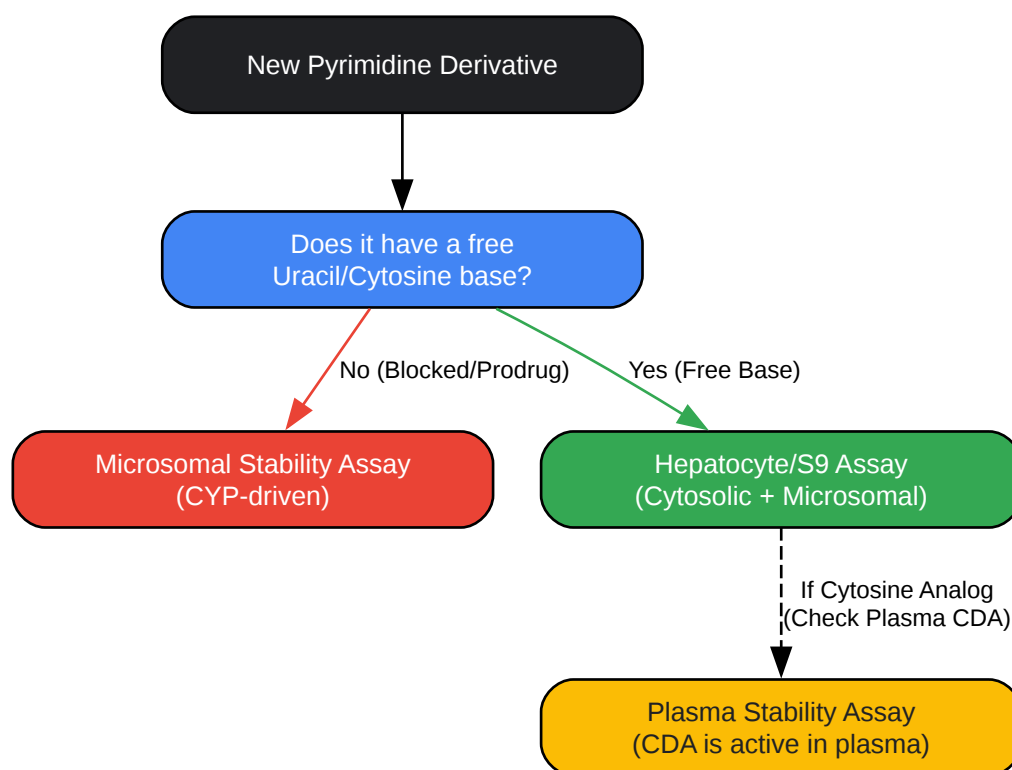 New Pyrimidine Derivative
Does it have a free
Uracil/Cytosine base?
No (Blocked/Prodrug)
Yes (Free Base)
Microsomal Stability Assay
(CYP-driven)
Hepatocyte/S9 Assay
(Cytosolic + Microsomal)
If Cytosine Analog
(Check Plasma CDA)
Plasma Stability Assay
(CDA is active in plasma)